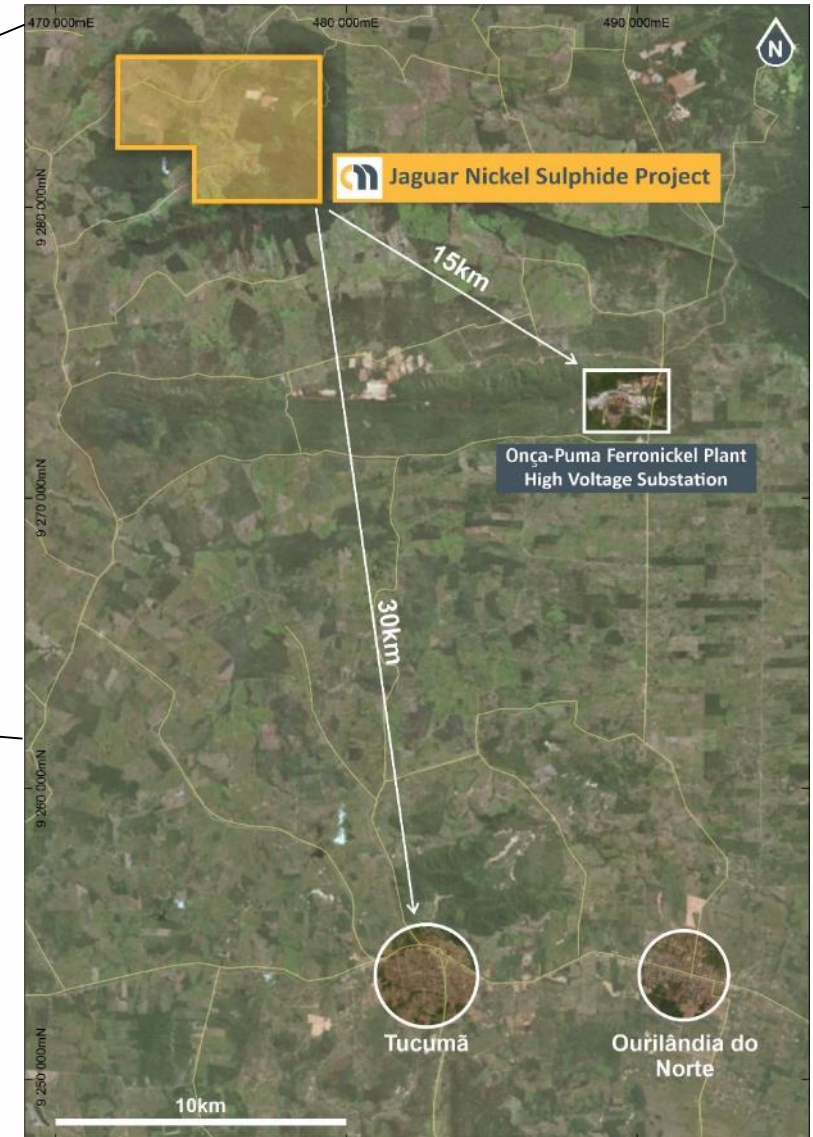 470 000mE
480 000mE
490 000mE
N
Jaguar Nickel Sulphide Project
9 280 000mN
15km
Onça-Puma Ferronickel Plant
High Voltage Substation
9 270 000mN
30km
9 260 000mN
Tucumã
Ourilândia do
Norte
9 250 000mN
10km